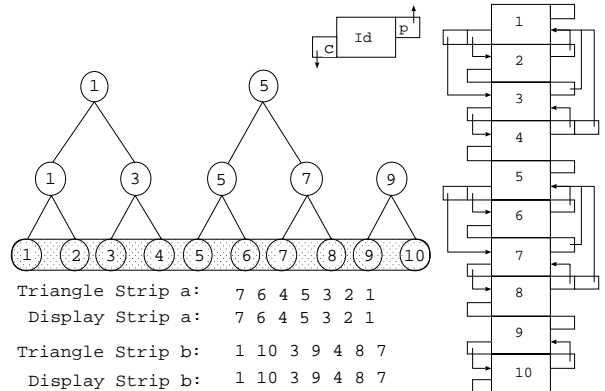 Id
p
c
1
5
1
3
5
7
9
1 2 3 4 5 6 7 8 9 10
Triangle Strip a: 7 6 4 5 3 2 1
Display Strip a: 7 6 4 5 3 2 1
Triangle Strip b: 1 10 3 9 4 8 7
Display Strip b: 1 10 3 9 4 8 7
1
2
3
4
5
6
7
8
9
10